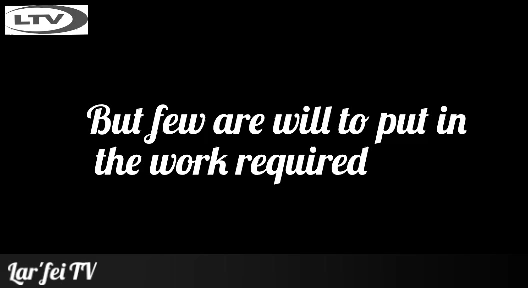 LTV
But few are will to put in
the work required
Lar'fei TV